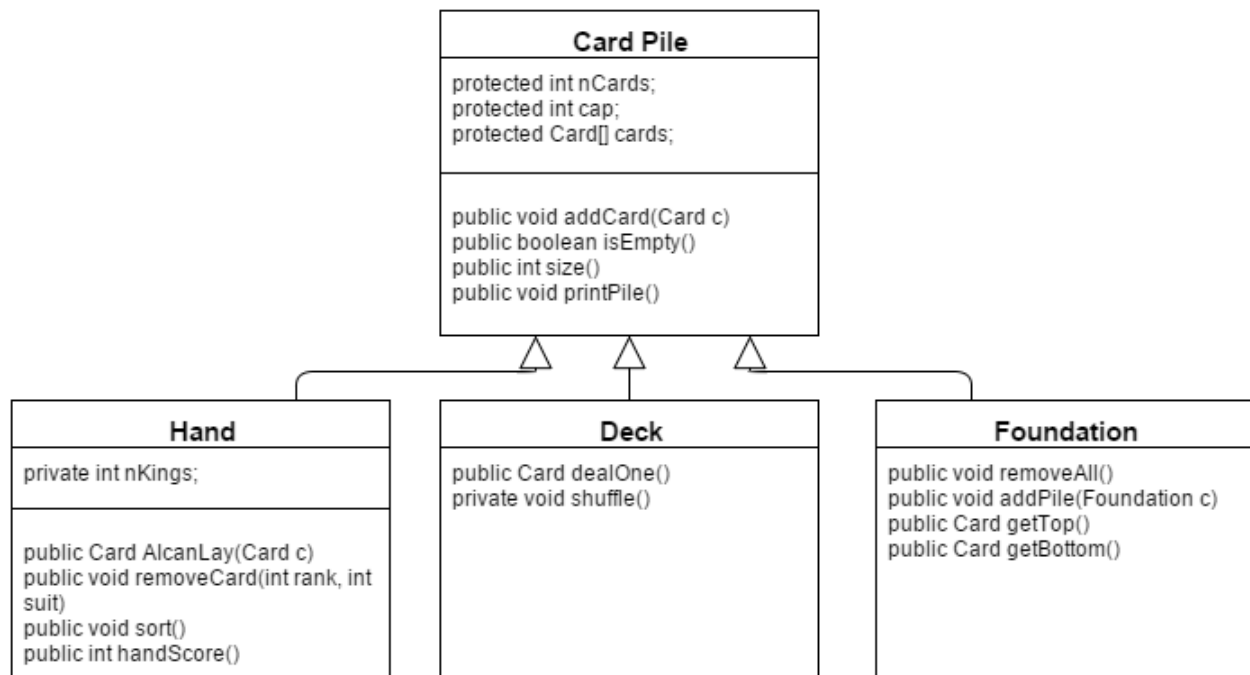 Card Pile
protected int nCards;
protected int cap;
protected Card[] cards;
public void addCard(Card c)
public boolean isEmpty()
public int size()
public void printPile()
Hand
private int nKings;
public Card AIcanLay(Card c)
public void removeCard(int rank, int
suit)
public void sort()
public int handScore()
Deck
public Card dealOne()
private void shuffle()
Foundation
public void removeAll()
public void addPile(Foundation c)
public Card getTop()
public Card getBottom()